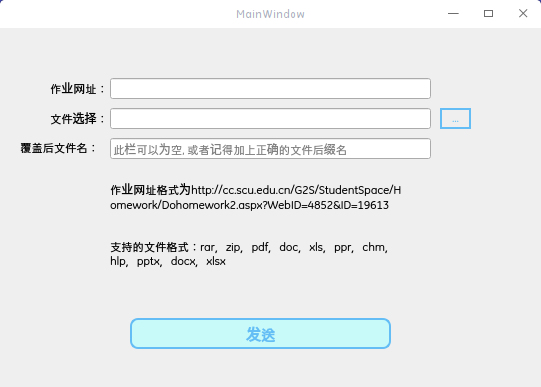 MainWindow
作业网址：
文件选择：
...
覆盖后文件名：
此栏可以为空, 或者记得加上正确的文件后缀名
作业网址格式为http://cc.scu.edu.cn/G2S/StudentSpace/H
omework/Dohomework2.aspx?WebID=4852&ID=19613
支持的文件格式：rar, zip, pdf, doc, xls, ppr, chm,
hlp, pptx, docx, xlsx
发送